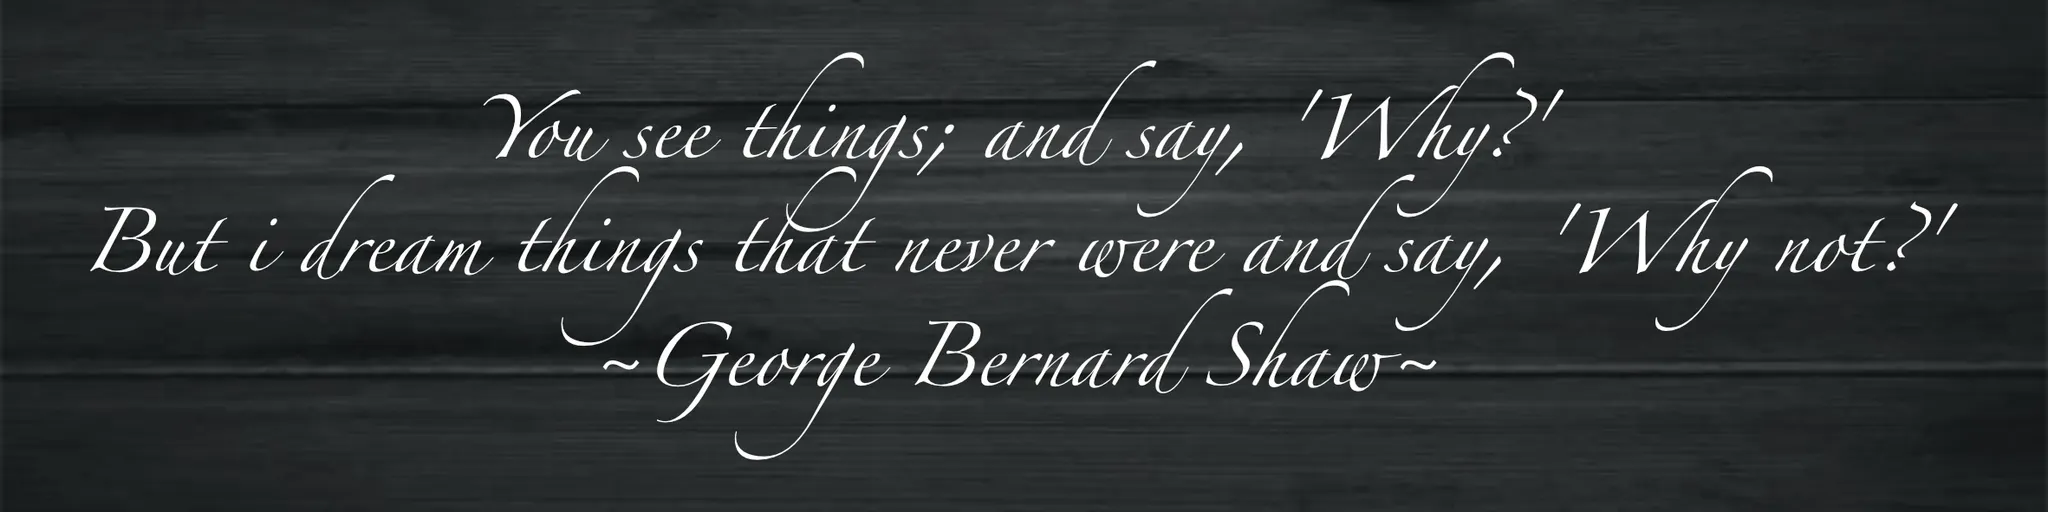 You see things; and say, 'Why?'
But i dream things that never were and say, 'Why not?'
~George Bernard Shaw~